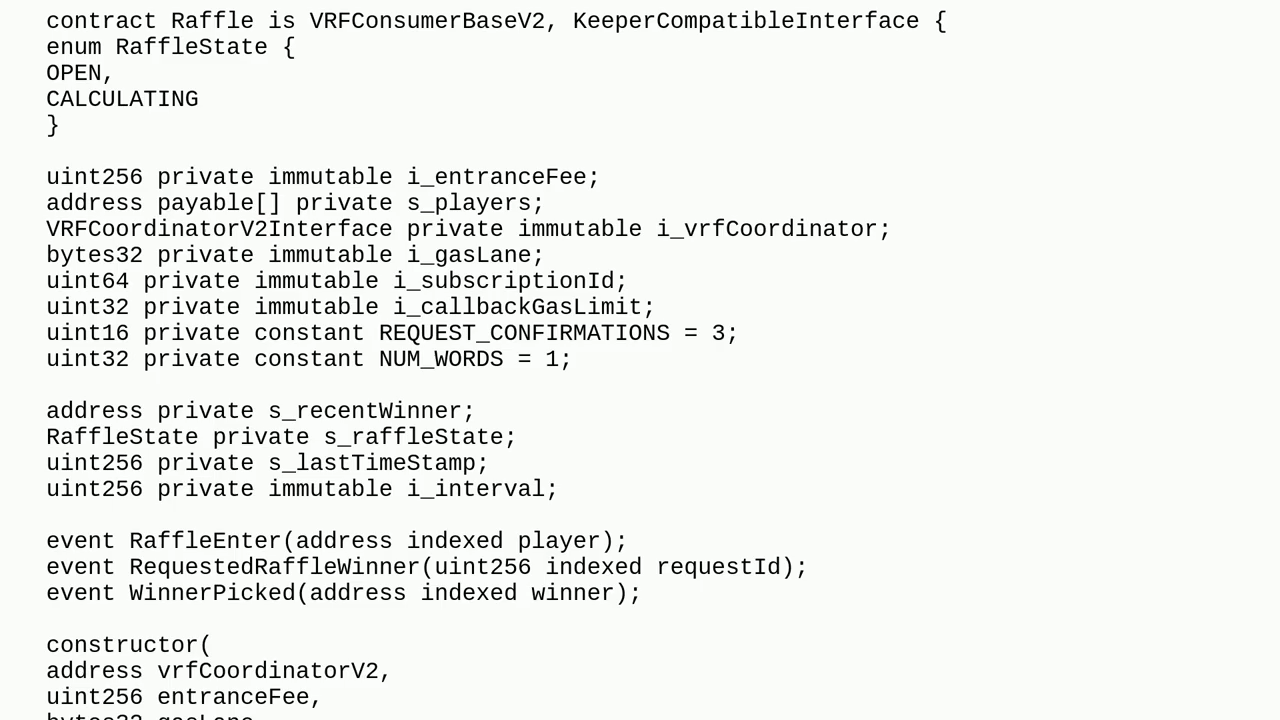 contract Raffle is VRFConsumerBaseV2, KeeperCompatibleInterface {
enum RaffleState {
OPEN,
CALCULATING
}

uint256 private immutable i_entranceFee;
address payable[] private s_players;
VRFCoordinatorV2Interface private immutable i_vrfCoordinator;
bytes32 private immutable i_gasLane;
uint64 private immutable i_subscriptionId;
uint32 private immutable i_callbackGasLimit;
uint16 private constant REQUEST_CONFIRMATIONS = 3;
uint32 private constant NUM_WORDS = 1;

address private s_recentWinner;
RaffleState private s_raffleState;
uint256 private s_lastTimeStamp;
uint256 private immutable i_interval;

event RaffleEnter(address indexed player);
event RequestedRaffleWinner(uint256 indexed requestId);
event WinnerPicked(address indexed winner);

constructor(
address vrfCoordinatorV2,
uint256 entranceFee,